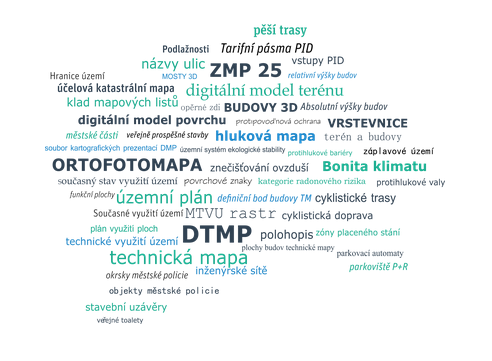 pěší trasy
Podlažnosti Tarifní pásma PID
názvy ulic ZMP 25 vstupy PID
Hranice území MOSTY 3D relativní výšky budov
účelová katastrální mapa digitální model terénu
klad mapových listů opěrné zdi BUDOVY 3D Absolutní výšky budov
digitální model povrchu protipovodňová ochrana VRSTEVNICE
městské části veřejně prospěšné stavby hluková mapa terén a budovy
soubor kartografických prezentací DMP územní systém ekologické stability protihlukové bariéry záplavové území
ORTOFOTOMAPA znečišťování ovzduší Bonita klimatu
současný stav využití území povrchové znaky kategorie radonového rizika protihlukové valy
funkční plochy územní plán definiční bod budovy TM cyklistické trasy
Současné využití území MTVU rastr cyklistická doprava
plán využití ploch DTMP polohopis zóny placeného stání
technické využití území plochy budov technické mapy
technická mapa parkovací automaty
okrsky městské policie inženýrské sítě parkoviště P+R
objekty městské policie
stavební uzávěry
veřejné toalety